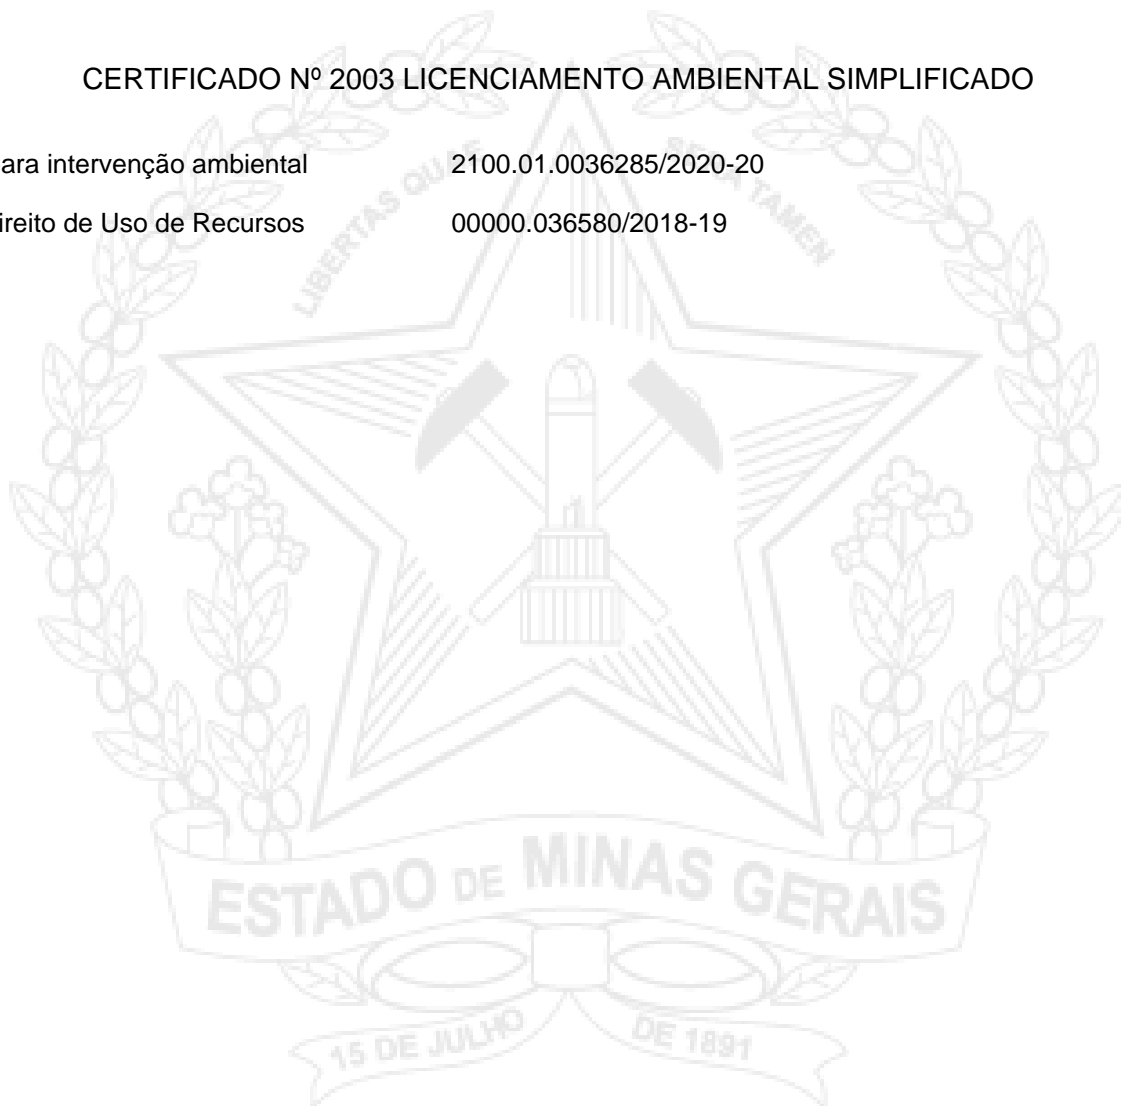 CERTIFICADO Nº 2003 LICENCIAMENTO AMBIENTAL SIMPLIFICADO
ara intervenção ambiental 2100.01.0036285/2020-20
ireito de Uso de Recursos 00000.036580/2018-19
LIBERTAS QUAE SERA TAMEN
ESTADO DE MINAS GERAIS
15 DE JULHO DE 1891